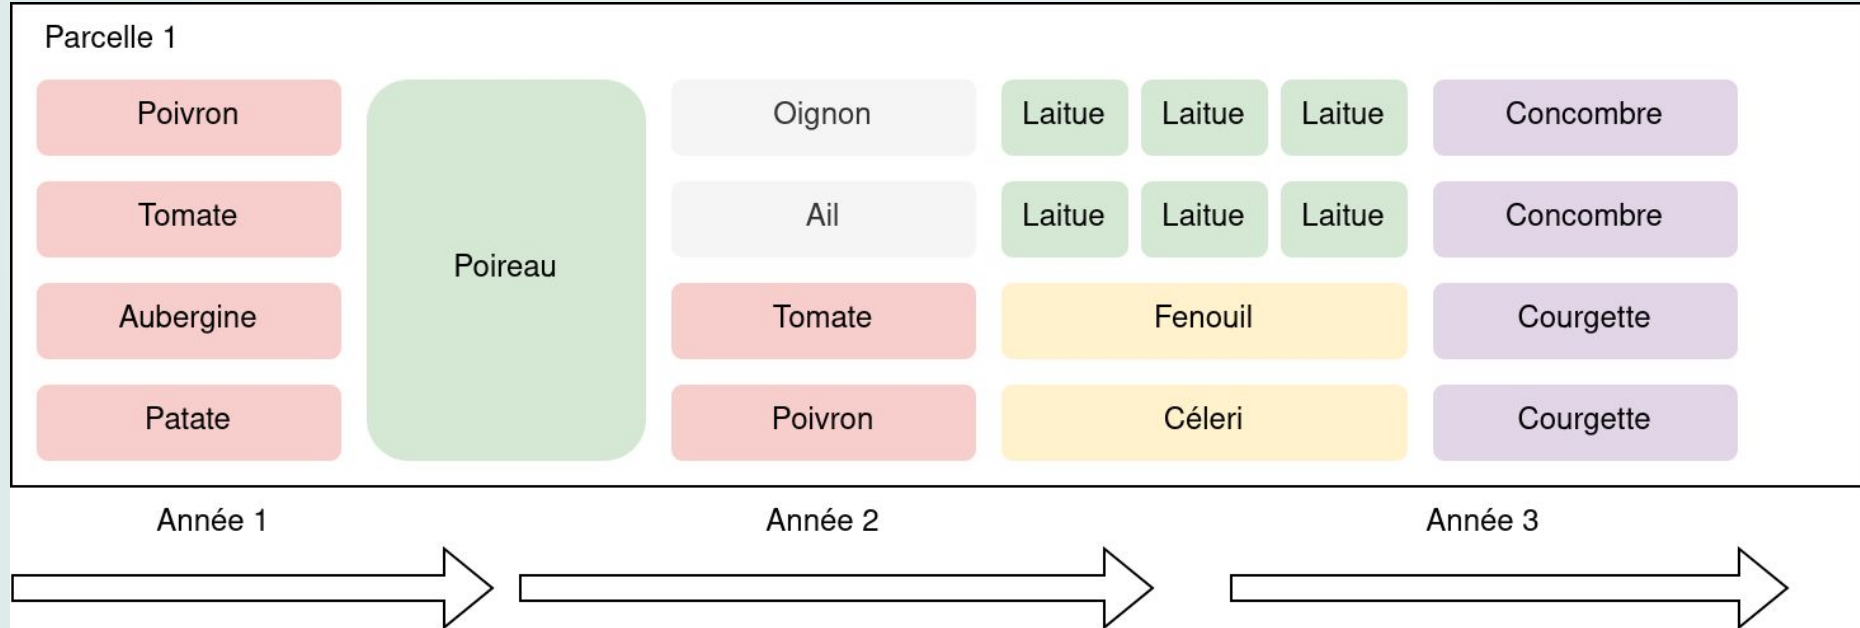 Parcelle 1
Poivron
Oignon
Laitue Laitue Laitue
Concombre
Tomate
Ail
Laitue Laitue Laitue
Concombre
Poireau
Aubergine
Tomate
Fenouil
Courgette
Patate
Poivron
Céleri
Courgette
Année 1
Année 2
Année 3